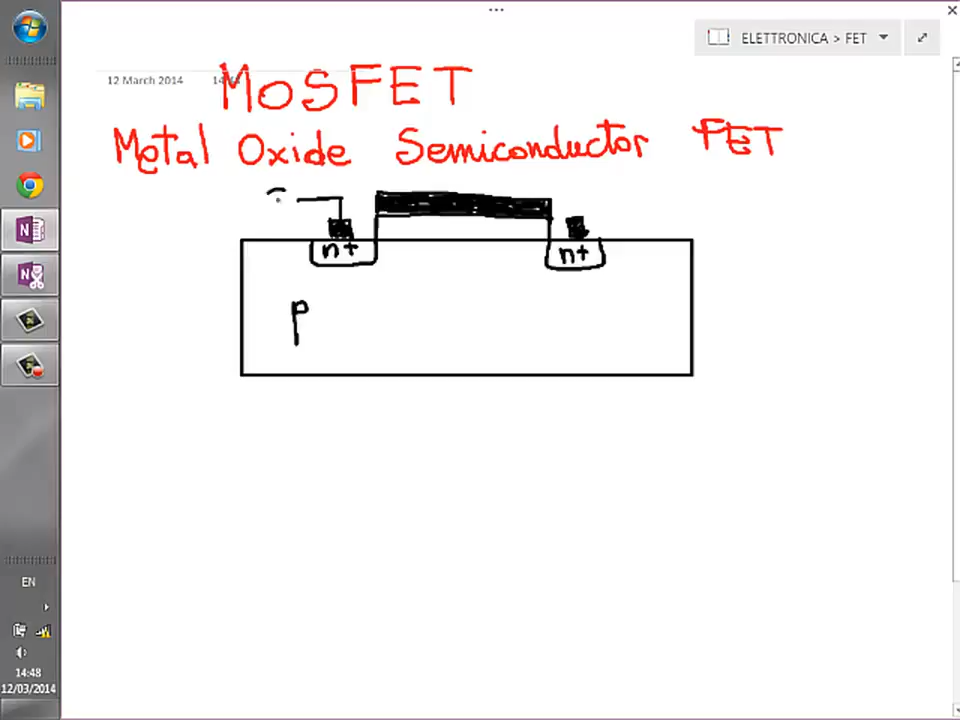 ELETTRONICA > FET
12 March 2014
MOSFET
Metal Oxide Semiconductor FET
n+
n+
P
EN
14:48
12/03/2014